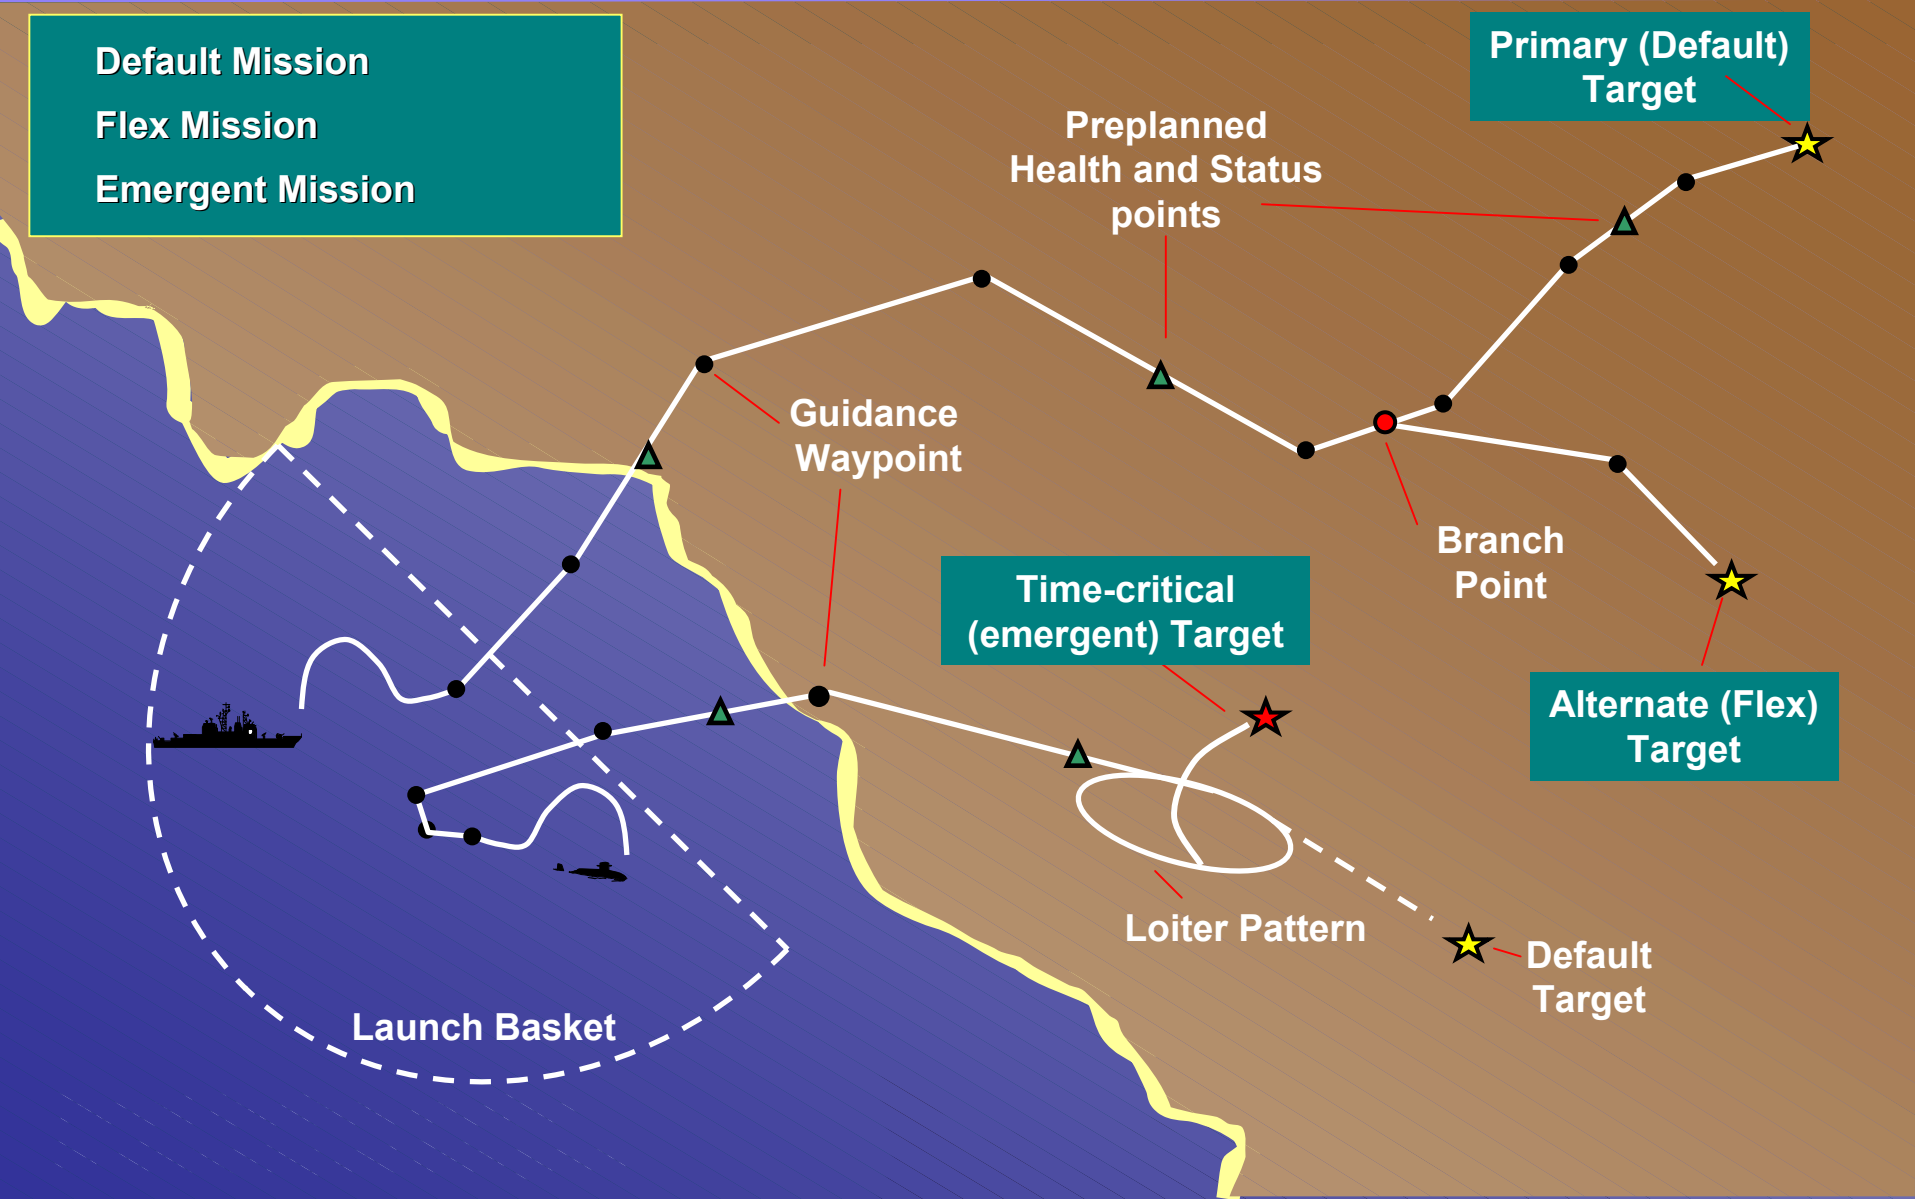 Default Mission
Flex Mission
Emergent Mission
Primary (Default)
Target
Preplanned
Health and Status
points
Guidance
Waypoint
Branch
Point
Time-critical
(emergent) Target
Alternate (Flex)
Target
Loiter Pattern
Default
Target
Launch Basket